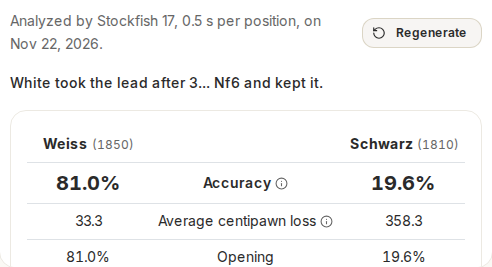 Analyzed by Stockfish 17, 0.5 s per position, on
Nov 22, 2026.
Regenerate
White took the lead after 3... Nf6 and kept it.
Weiss (1850) Schwarz (1810)
81.0% Accuracy 19.6%
33.3 Average centipawn loss 358.3
81.0% Opening 19.6%